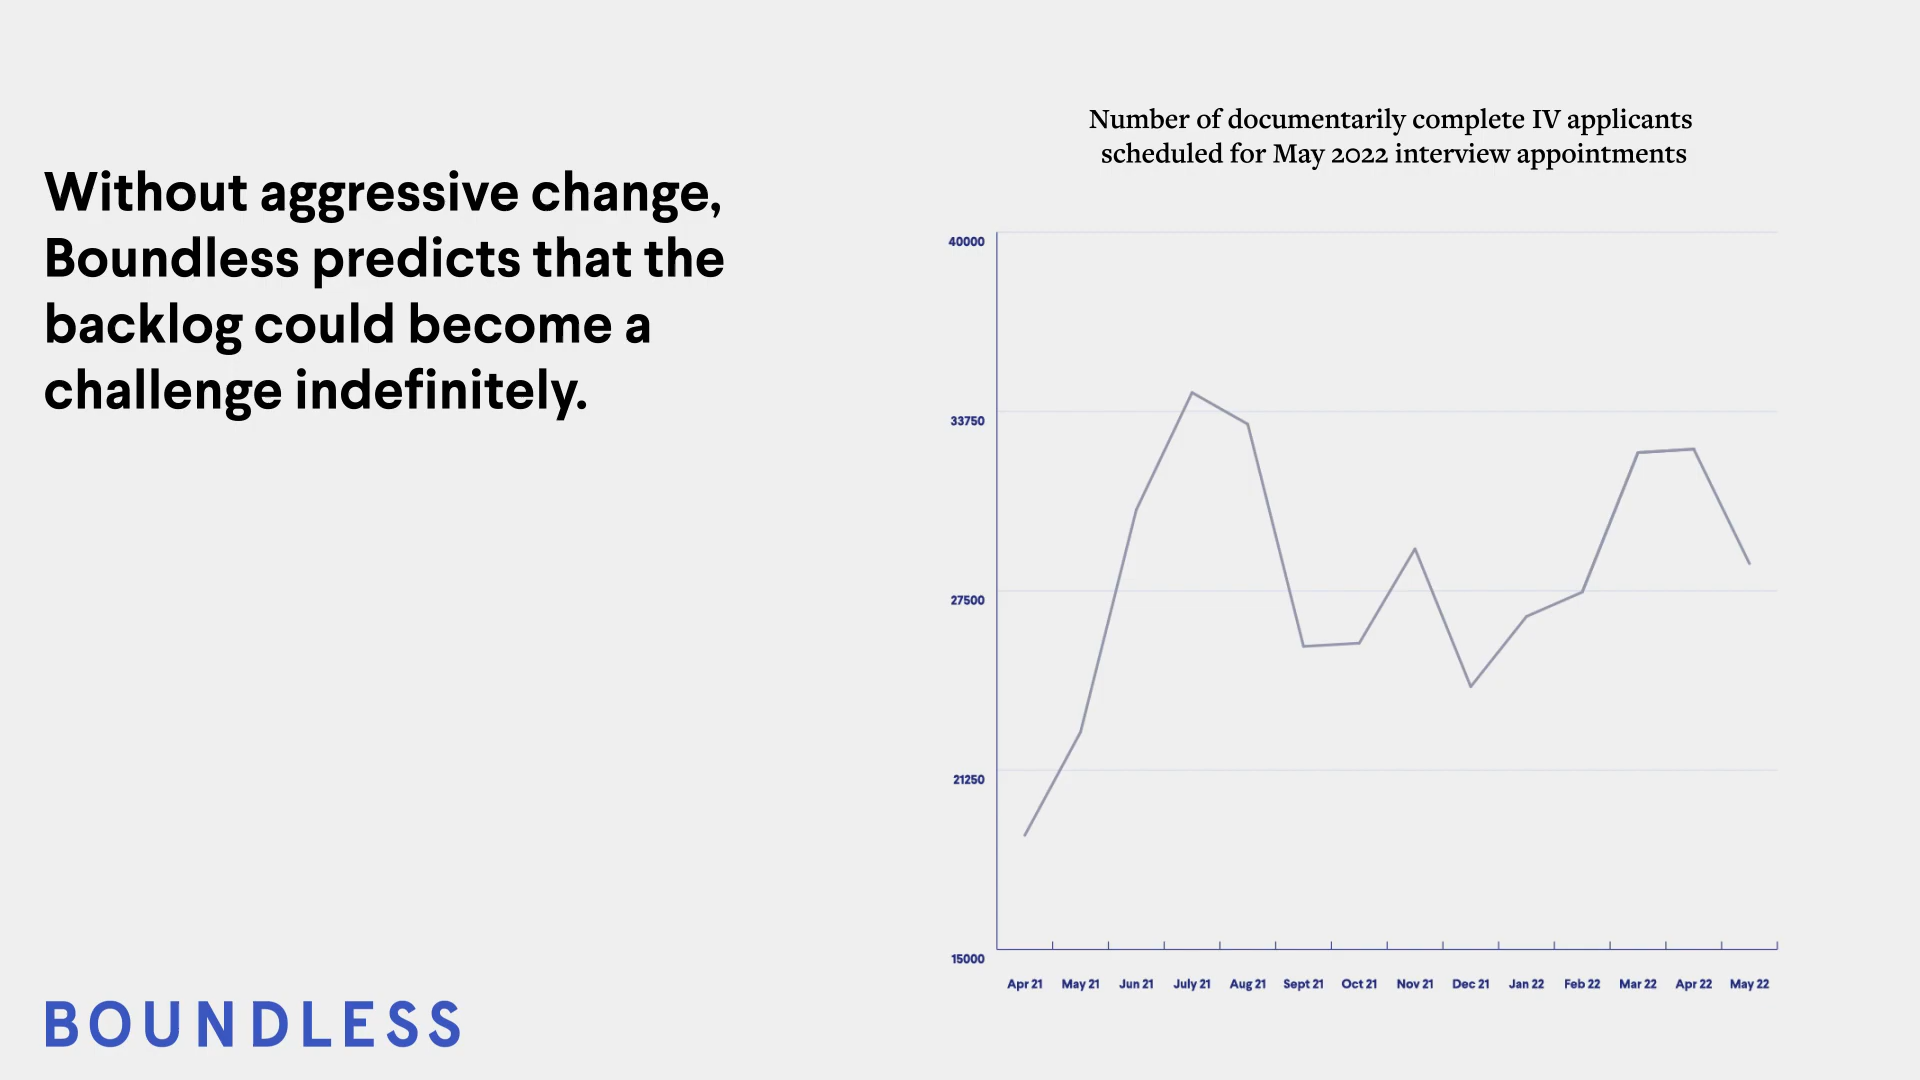 Without aggressive change,
Boundless predicts that the
backlog could become a
challenge indefinitely.
BOUNDLESS
Number of documentarily complete IV applicants
scheduled for May 2022 interview appointments
40000
33750
27500
21250
15000
Apr 21 May 21 Jun 21 July 21 Aug 21 Sept 21 Oct 21 Nov 21 Dec 21 Jan 22 Feb 22 Mar 22 Apr 22 May 22